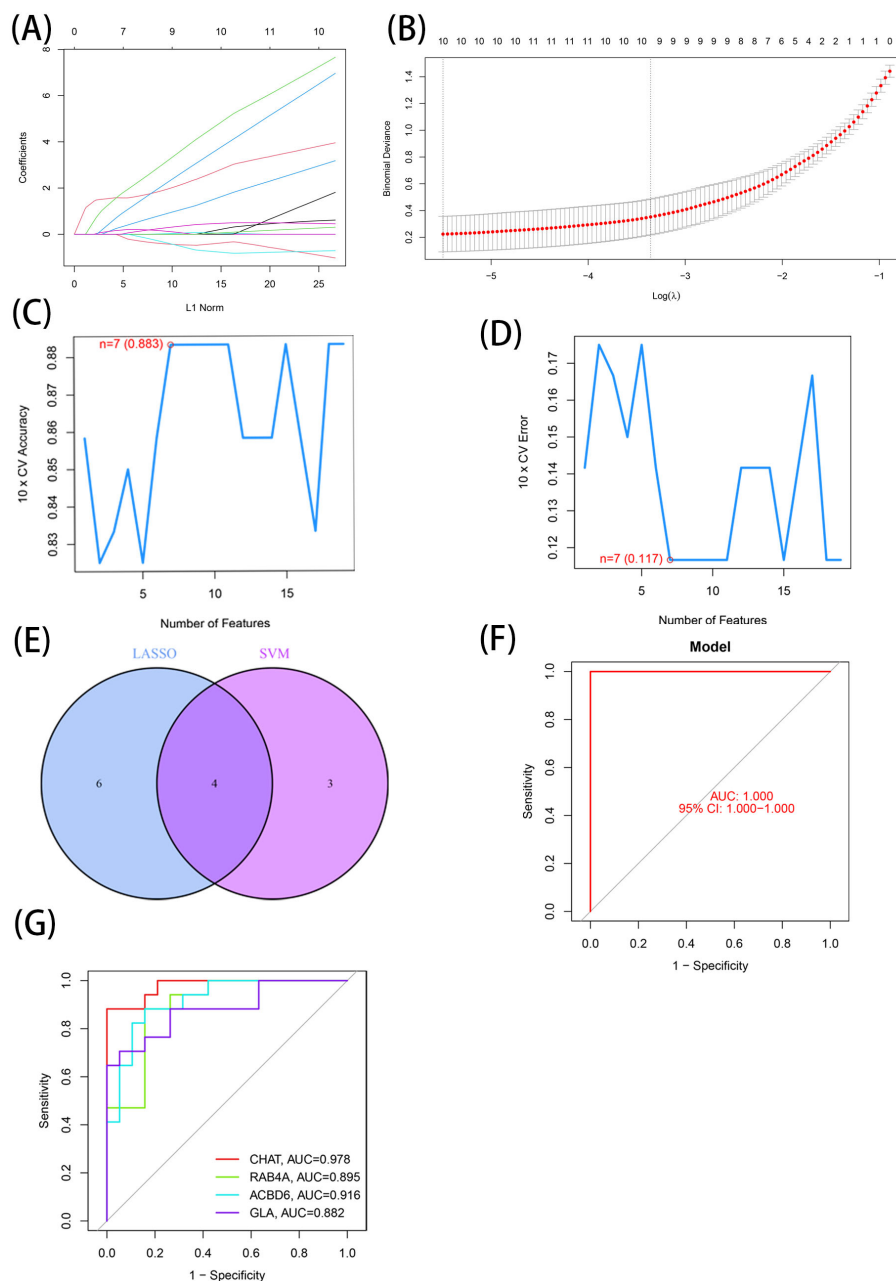 (A)
0 7 9 10 11 10
Coefficients
8
6
4
2
0
0 5 10 15 20 25
L1 Norm
(B)
10 10 10 10 10 11 11 11 11 10 10 10 9 9 9 9 8 8 7 6 5 4 2 2 1 1 1 0
Binomial Deviance
1.4
1.2
1.0
0.8
0.6
0.4
0.2
−5 −4 −3 −2 −1
Log(λ)
(C)
n=7 (0.883)
10 x CV Accuracy
0.88
0.87
0.86
0.85
0.84
0.83
5 10 15
Number of Features
(D)
10 x CV Error
0.17
0.16
0.15
0.14
0.13
0.12
n=7 (0.117)
5 10 15
Number of Features
(E)
LASSO SVM
6 4 3
(F)
Model
Sensitivity
1.0
0.8
0.6
0.4
0.2
0.0
AUC: 1.000
95% CI: 1.000−1.000
0.0 0.2 0.4 0.6 0.8 1.0
1 − Specificity
(G)
Sensitivity
1.0
0.8
0.6
0.4
0.2
0.0
CHAT, AUC=0.978
RAB4A, AUC=0.895
ACBD6, AUC=0.916
GLA, AUC=0.882
0.0 0.2 0.4 0.6 0.8 1.0
1 − Specificity